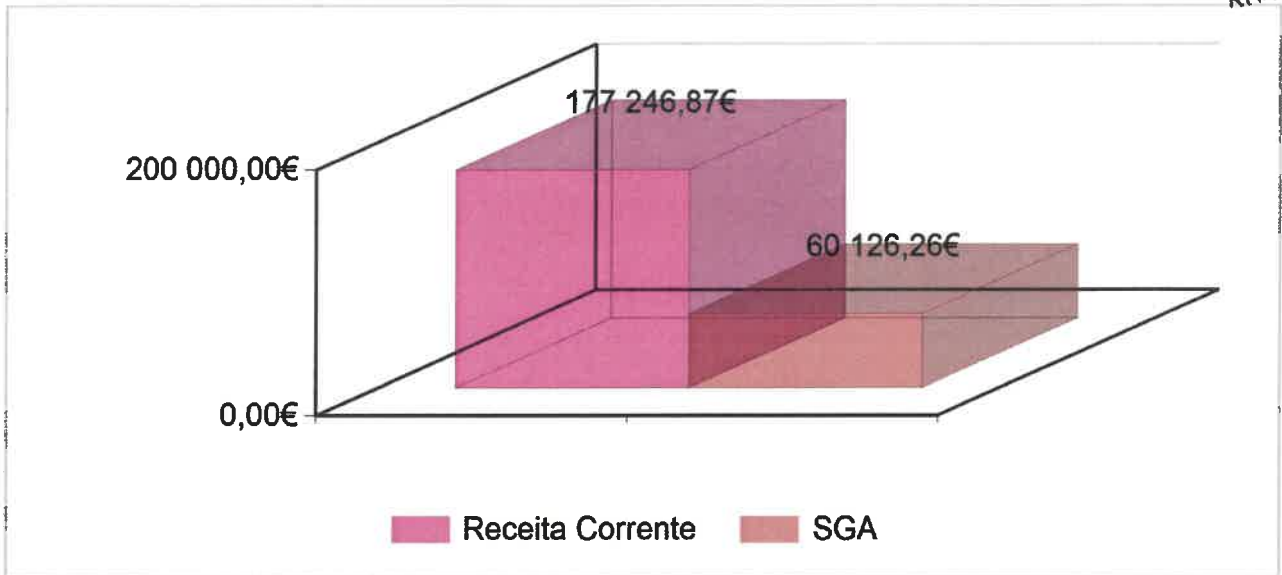 177 246,87€
200 000,00€
60 126,26€
0,00€
Receita Corrente
SGA